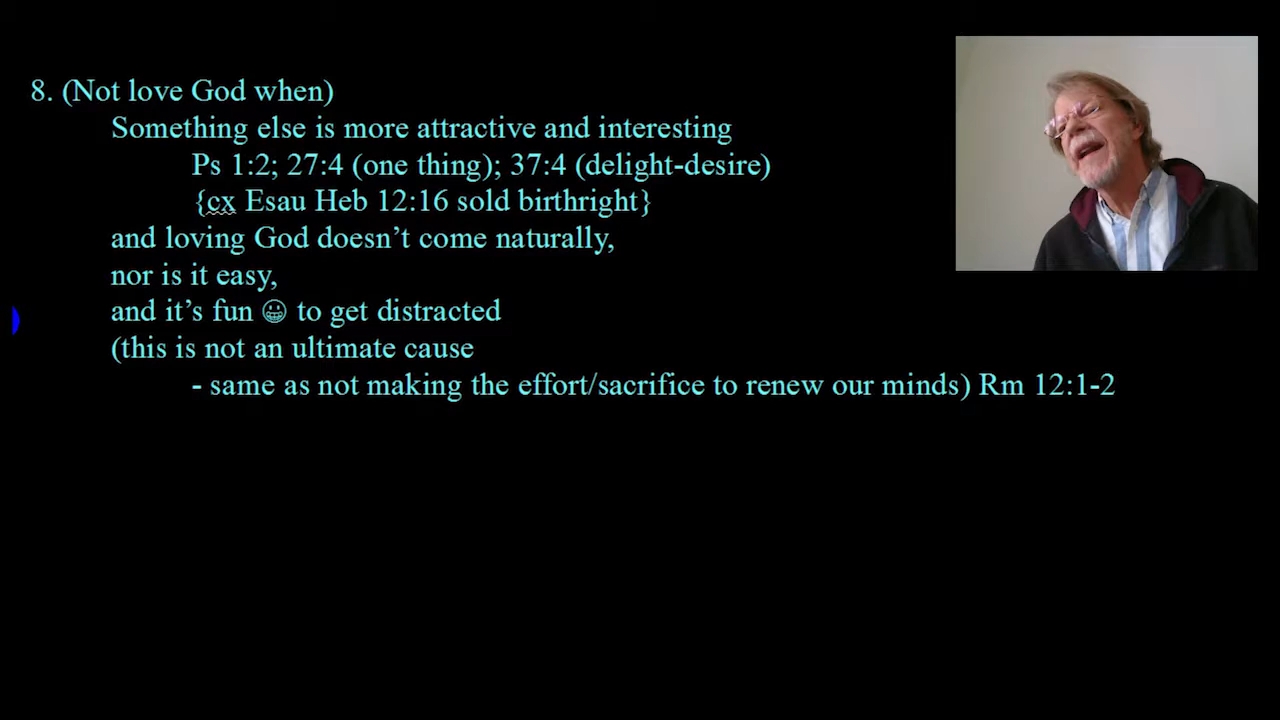 8. (Not love God when)
Something else is more attractive and interesting
Ps 1:2; 27:4 (one thing); 37:4 (delight-desire)
{cx Esau Heb 12:16 sold birthright}
and loving God doesn’t come naturally,
nor is it easy,
and it’s fun 😀 to get distracted
(this is not an ultimate cause
- same as not making the effort/sacrifice to renew our minds) Rm 12:1-2